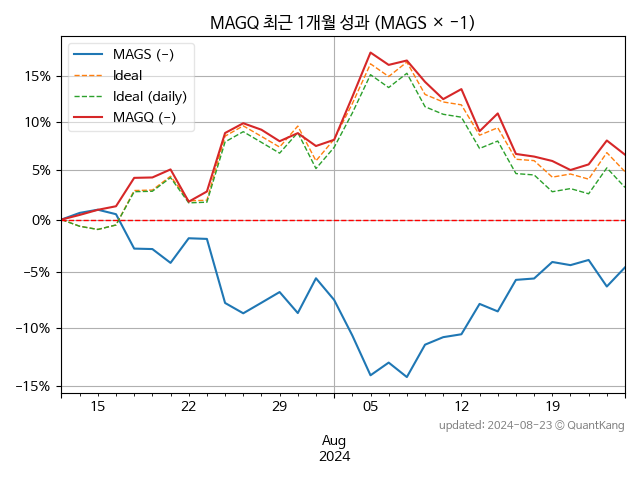 MAGQ 최근 1개월 성과 (MAGS × −1)
MAGS (-)
Ideal
Ideal (daily)
MAGQ (-)
15%
10%
5%
0%
−5%
−10%
−15%
15
22
29
05
12
19
updated: 2024-08-23 © QuantKang
Aug
2024